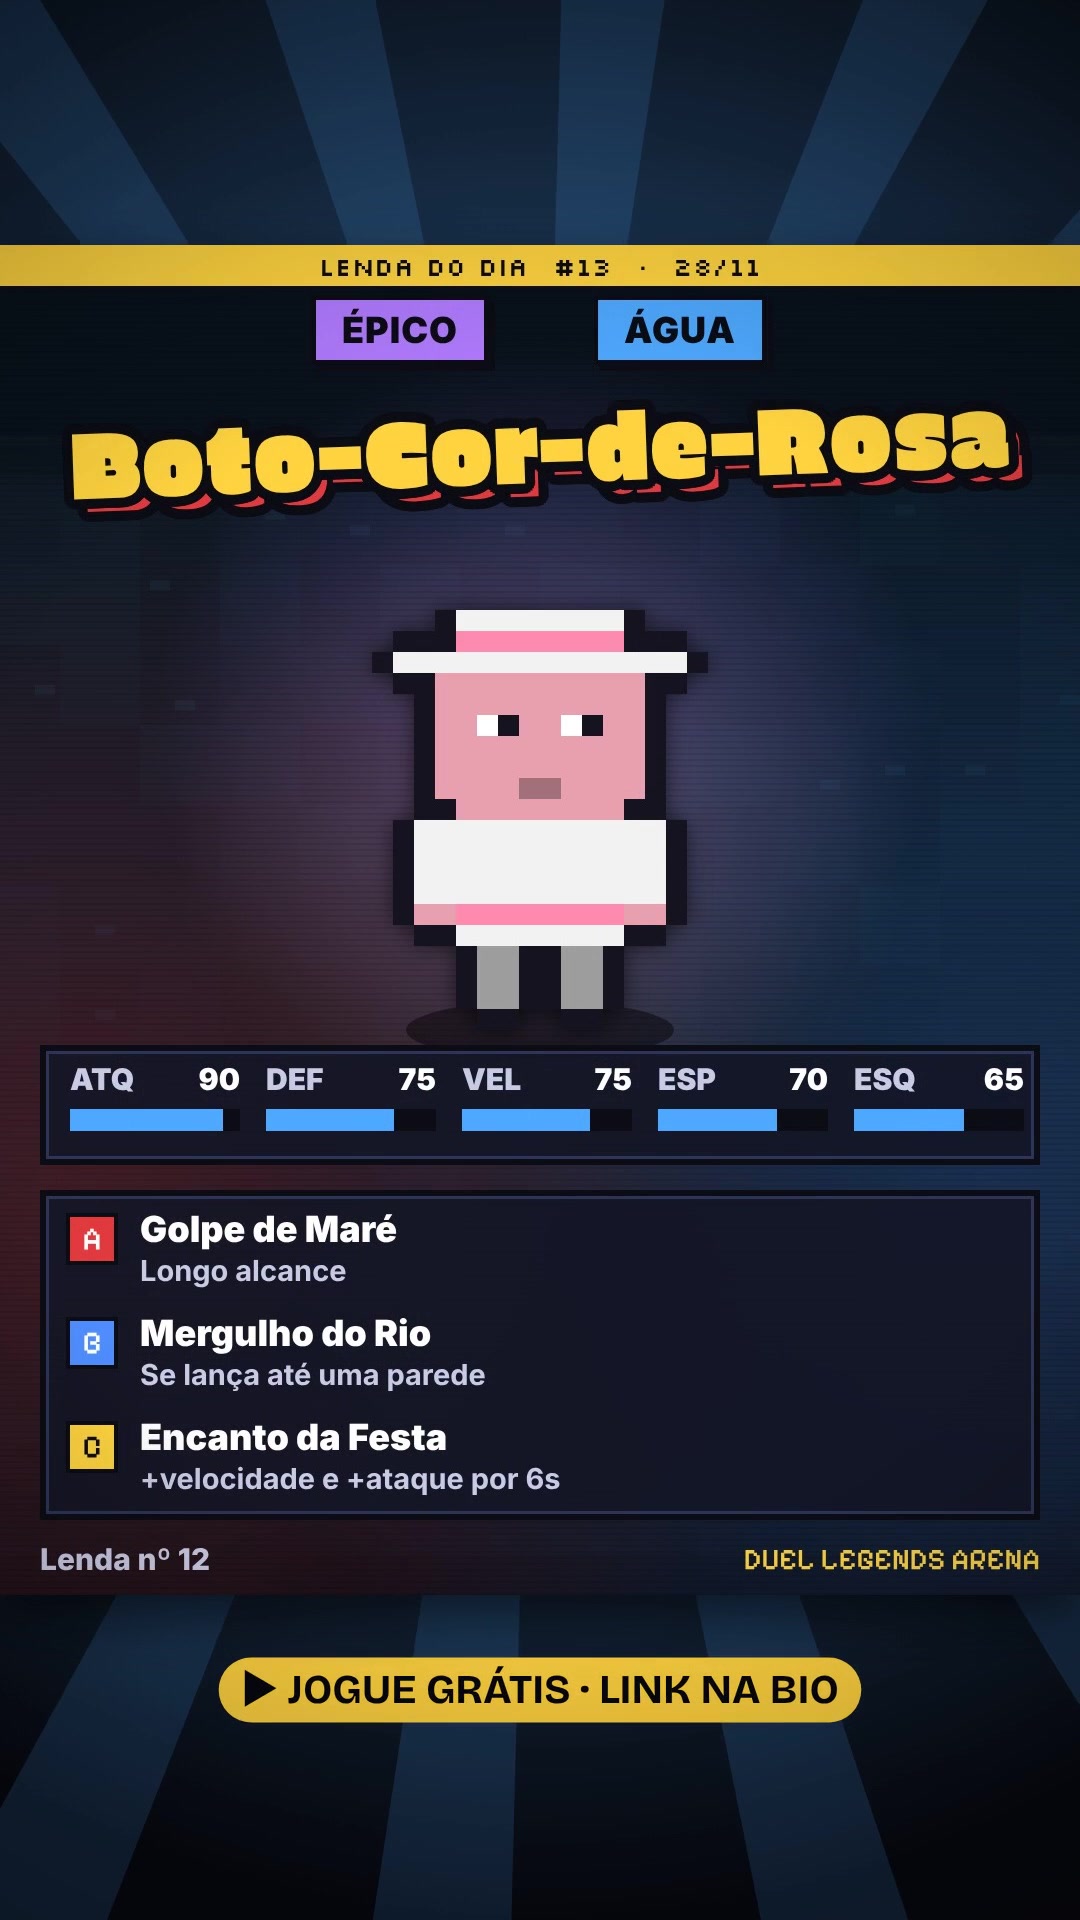 LENDA DO DIA #13 · 28/11
ÉPICO ÁGUA
Boto-Cor-de-Rosa
ATQ 90 DEF 75 VEL 75 ESP 70 ESQ 65
A Golpe de Maré
Longo alcance
B Mergulho do Rio
Se lança até uma parede
C Encanto da Festa
+velocidade e +ataque por 6s
Lenda nº 12 DUEL LEGENDS ARENA
▶ JOGUE GRÁTIS · LINK NA BIO